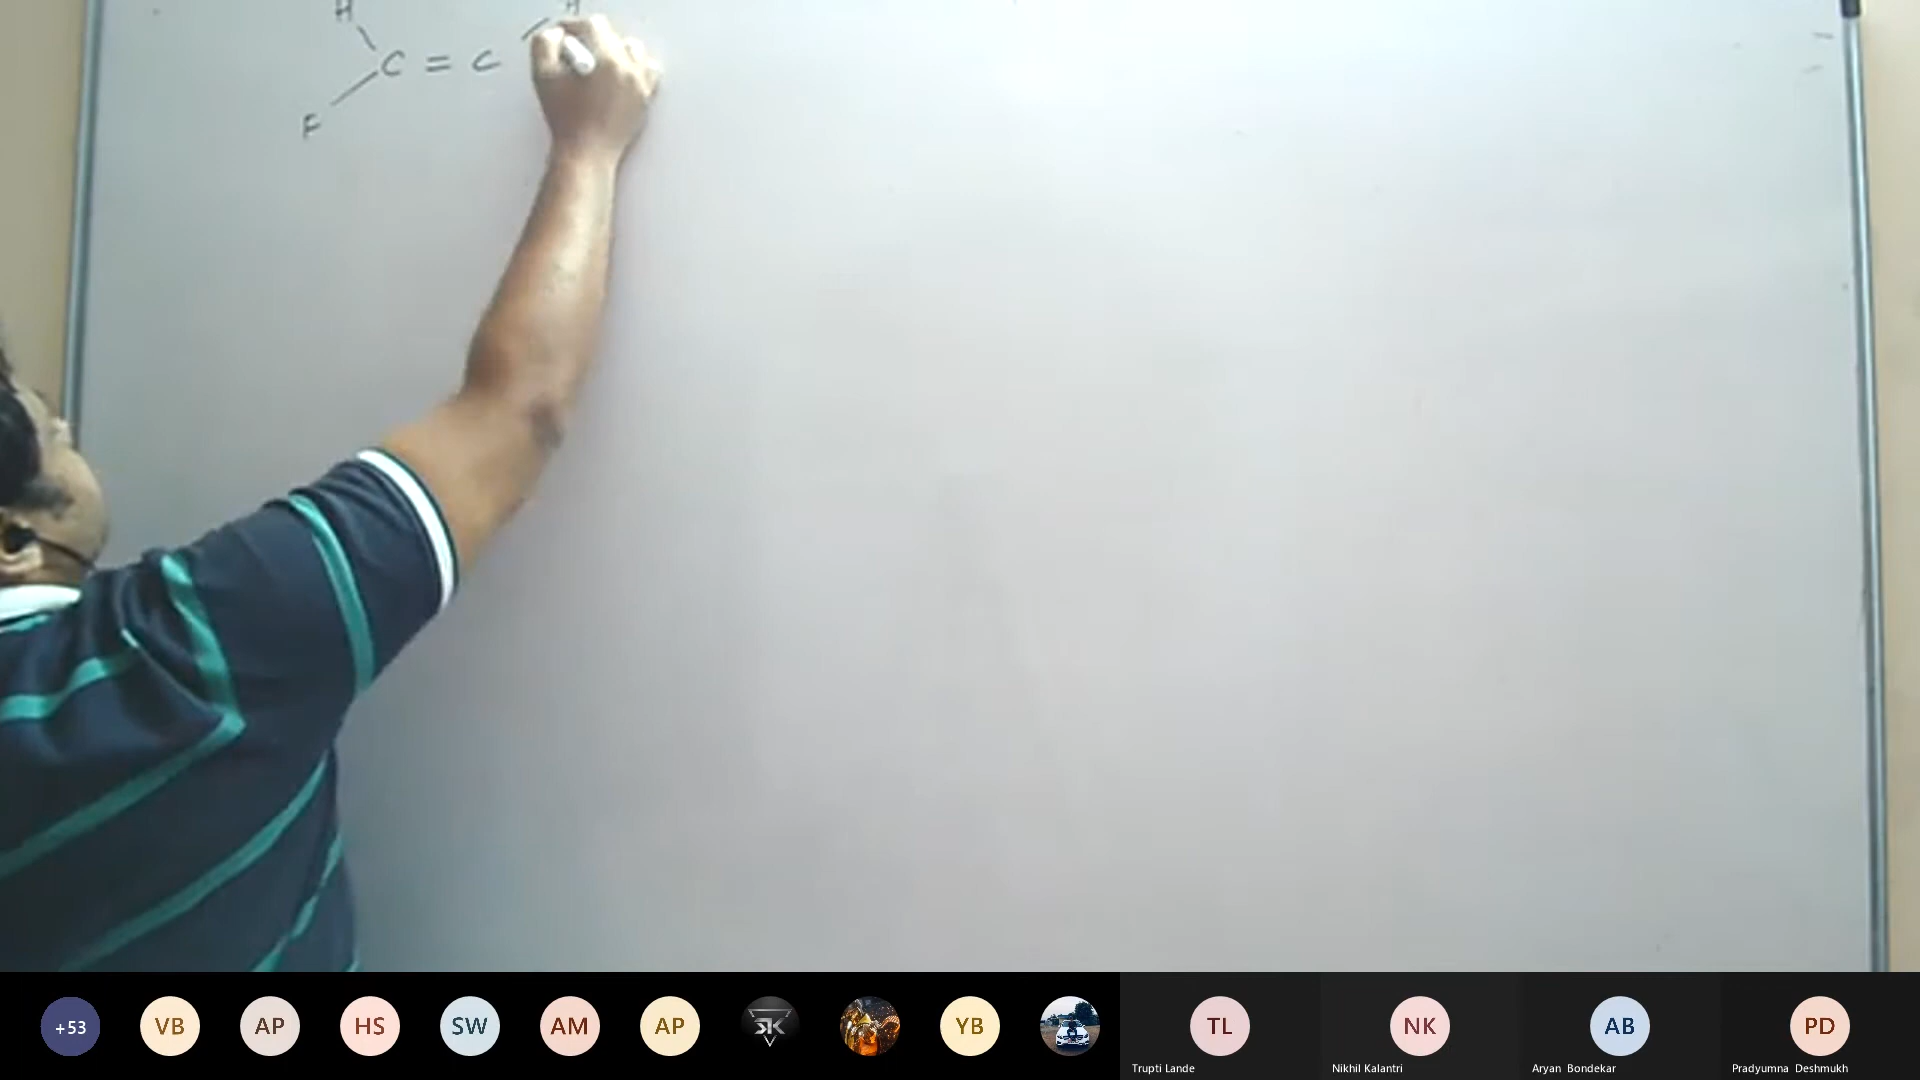 H H
C = C
F
+53 VB AP HS SW AM AP SK YB TL NK AB PD
Trupti Lande Nikhil Kalantri Aryan Bondekar Pradyumna Deshmukh